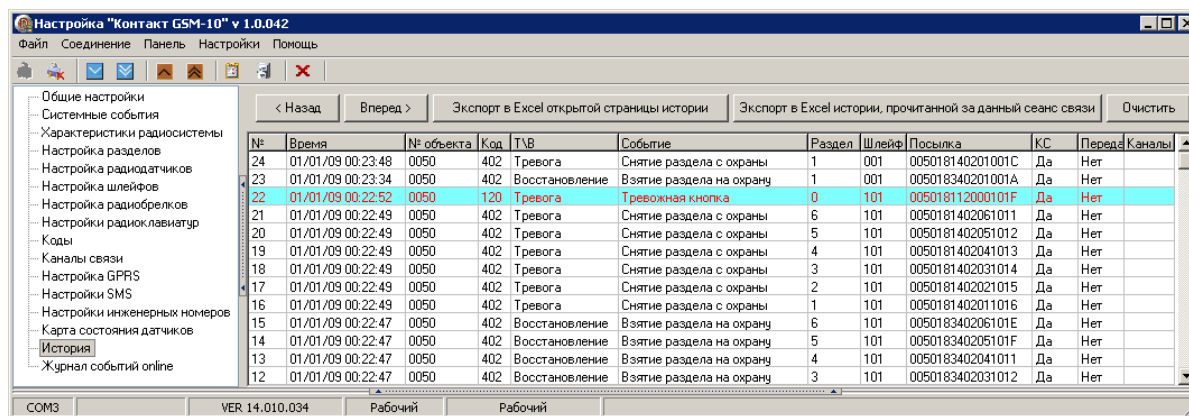 Настройка "Контакт GSM-10" v 1.0.042
Файл Соединение Панель Настройки Помощь
Общие настройки
Системные события
Характеристики радиосистемы
Настройка разделов
Настройка радиодатчиков
Настройка шлейфов
Настройка радиобрелков
Настройки радиоклавиатур
Коды
Каналы связи
Настройка GPRS
Настройки SMS
Настройки инженерных номеров
Карта состояния датчиков
История
Журнал событий online
< Назад Вперед > Экспорт в Excel открытой страницы истории Экспорт в Excel истории, прочитанной за данный сеанс связи Очистить
№ Время № объекта Код Т\В Событие Раздел Шлейф Посылка КС Переда Каналы
24 01/01/09 00:23:48 0050 402 Тревога Снятие раздела с охраны 1 001 005018140201001C Да Нет
23 01/01/09 00:23:34 0050 402 Восстановление Взятие раздела на охрану 1 001 005018340201001A Да Нет
22 01/01/09 00:22:52 0050 120 Тревога Тревожная кнопка 0 101 005018112000101F Да Нет
21 01/01/09 00:22:49 0050 402 Тревога Снятие раздела с охраны 6 101 0050181402061011 Да Нет
20 01/01/09 00:22:49 0050 402 Тревога Снятие раздела с охраны 5 101 0050181402051012 Да Нет
19 01/01/09 00:22:49 0050 402 Тревога Снятие раздела с охраны 4 101 0050181402041013 Да Нет
18 01/01/09 00:22:49 0050 402 Тревога Снятие раздела с охраны 3 101 0050181402031014 Да Нет
17 01/01/09 00:22:49 0050 402 Тревога Снятие раздела с охраны 2 101 0050181402021015 Да Нет
16 01/01/09 00:22:49 0050 402 Тревога Снятие раздела с охраны 1 101 0050181402011016 Да Нет
15 01/01/09 00:22:47 0050 402 Восстановление Взятие раздела на охрану 6 101 005018340206101E Да Нет
14 01/01/09 00:22:47 0050 402 Восстановление Взятие раздела на охрану 5 101 005018340205101F Да Нет
13 01/01/09 00:22:47 0050 402 Восстановление Взятие раздела на охрану 4 101 0050183402041011 Да Нет
12 01/01/09 00:22:47 0050 402 Восстановление Взятие раздела на охрану 3 101 0050183402031012 Да Нет
COM3 VER 14.010.034 Рабочий Рабочий